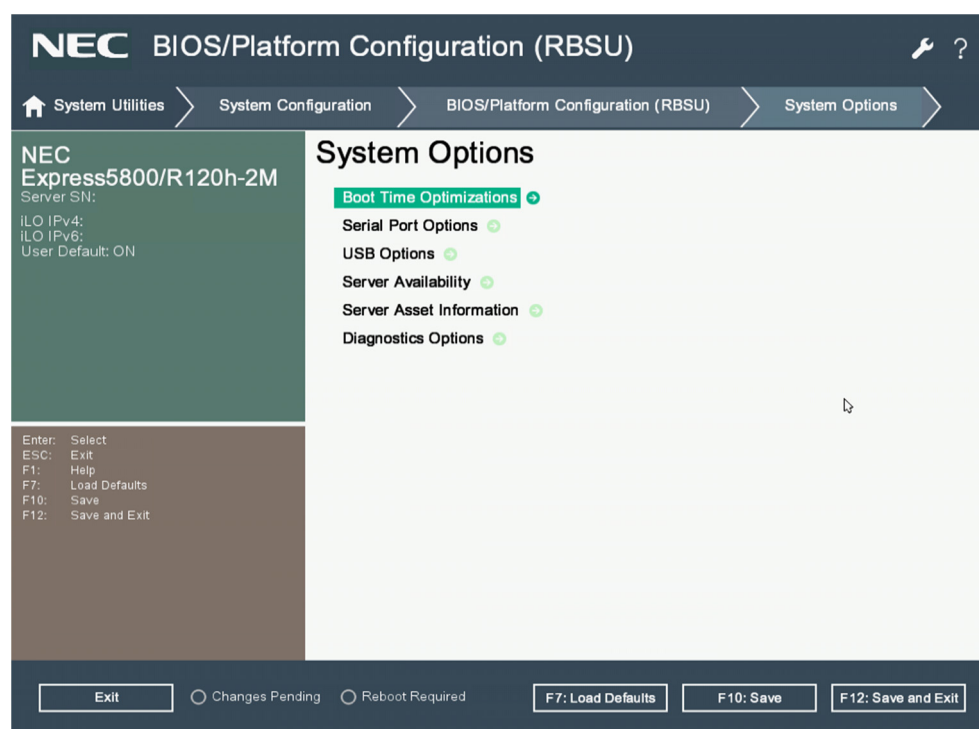 NEC BIOS/Platform Configuration (RBSU) ?
System Utilities System Configuration BIOS/Platform Configuration (RBSU) System Options
NEC
Express5800/R120h-2M
Server SN:
iLO IPv4:
iLO IPv6:
User Default: ON
System Options
Boot Time Optimizations
Serial Port Options
USB Options
Server Availability
Server Asset Information
Diagnostics Options
Enter: Select
ESC: Exit
F1: Help
F7: Load Defaults
F10: Save
F12: Save and Exit
Exit Changes Pending Reboot Required F7: Load Defaults F10: Save F12: Save and Exit